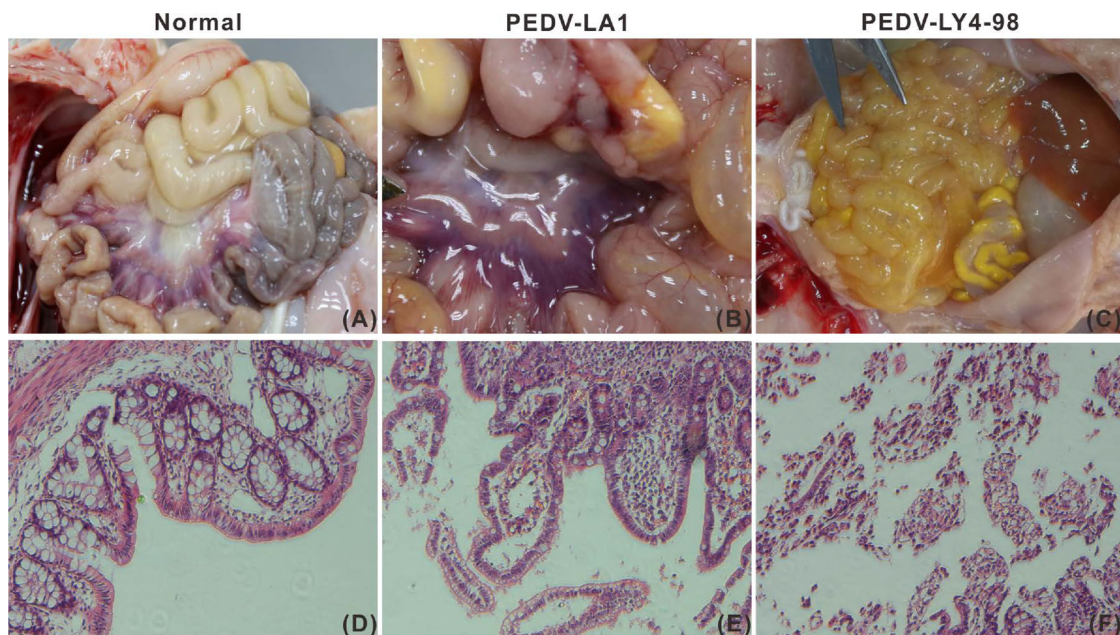 Normal
PEDV-LA1
PEDV-LY4-98
(A)
(B)
(C)
(D)
(E)
(F)